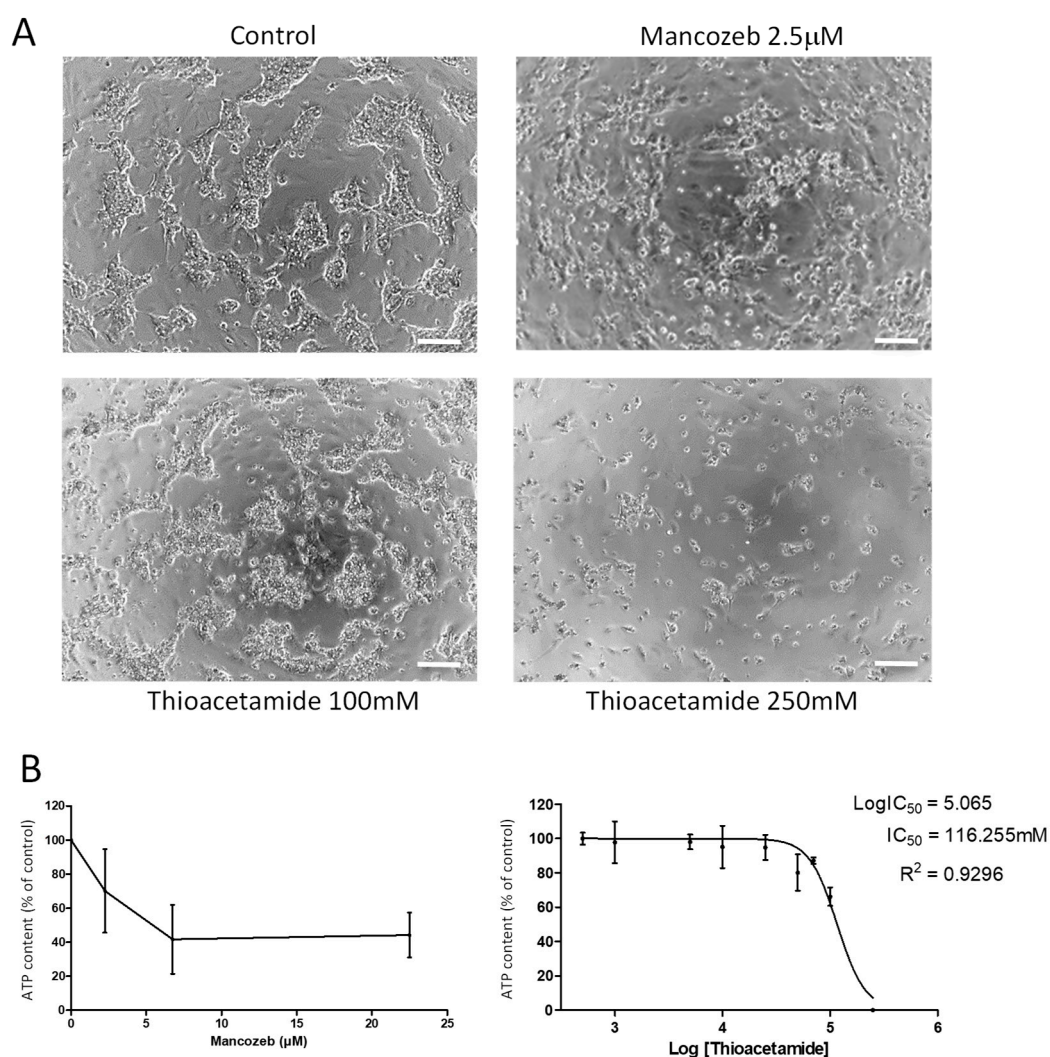 A
Control
Mancozeb 2.5μM
Thioacetamide 100mM
Thioacetamide 250mM
B
ATP content (% of control)
120
100
80
60
40
20
0
0 5 10 15 20 25
Mancozeb (μM)
ATP content (% of control)
120
100
80
60
40
20
0
3 4 5 6
Log [Thioacetamide]
LogIC50 = 5.065
IC50 = 116.255mM
R2 = 0.9296